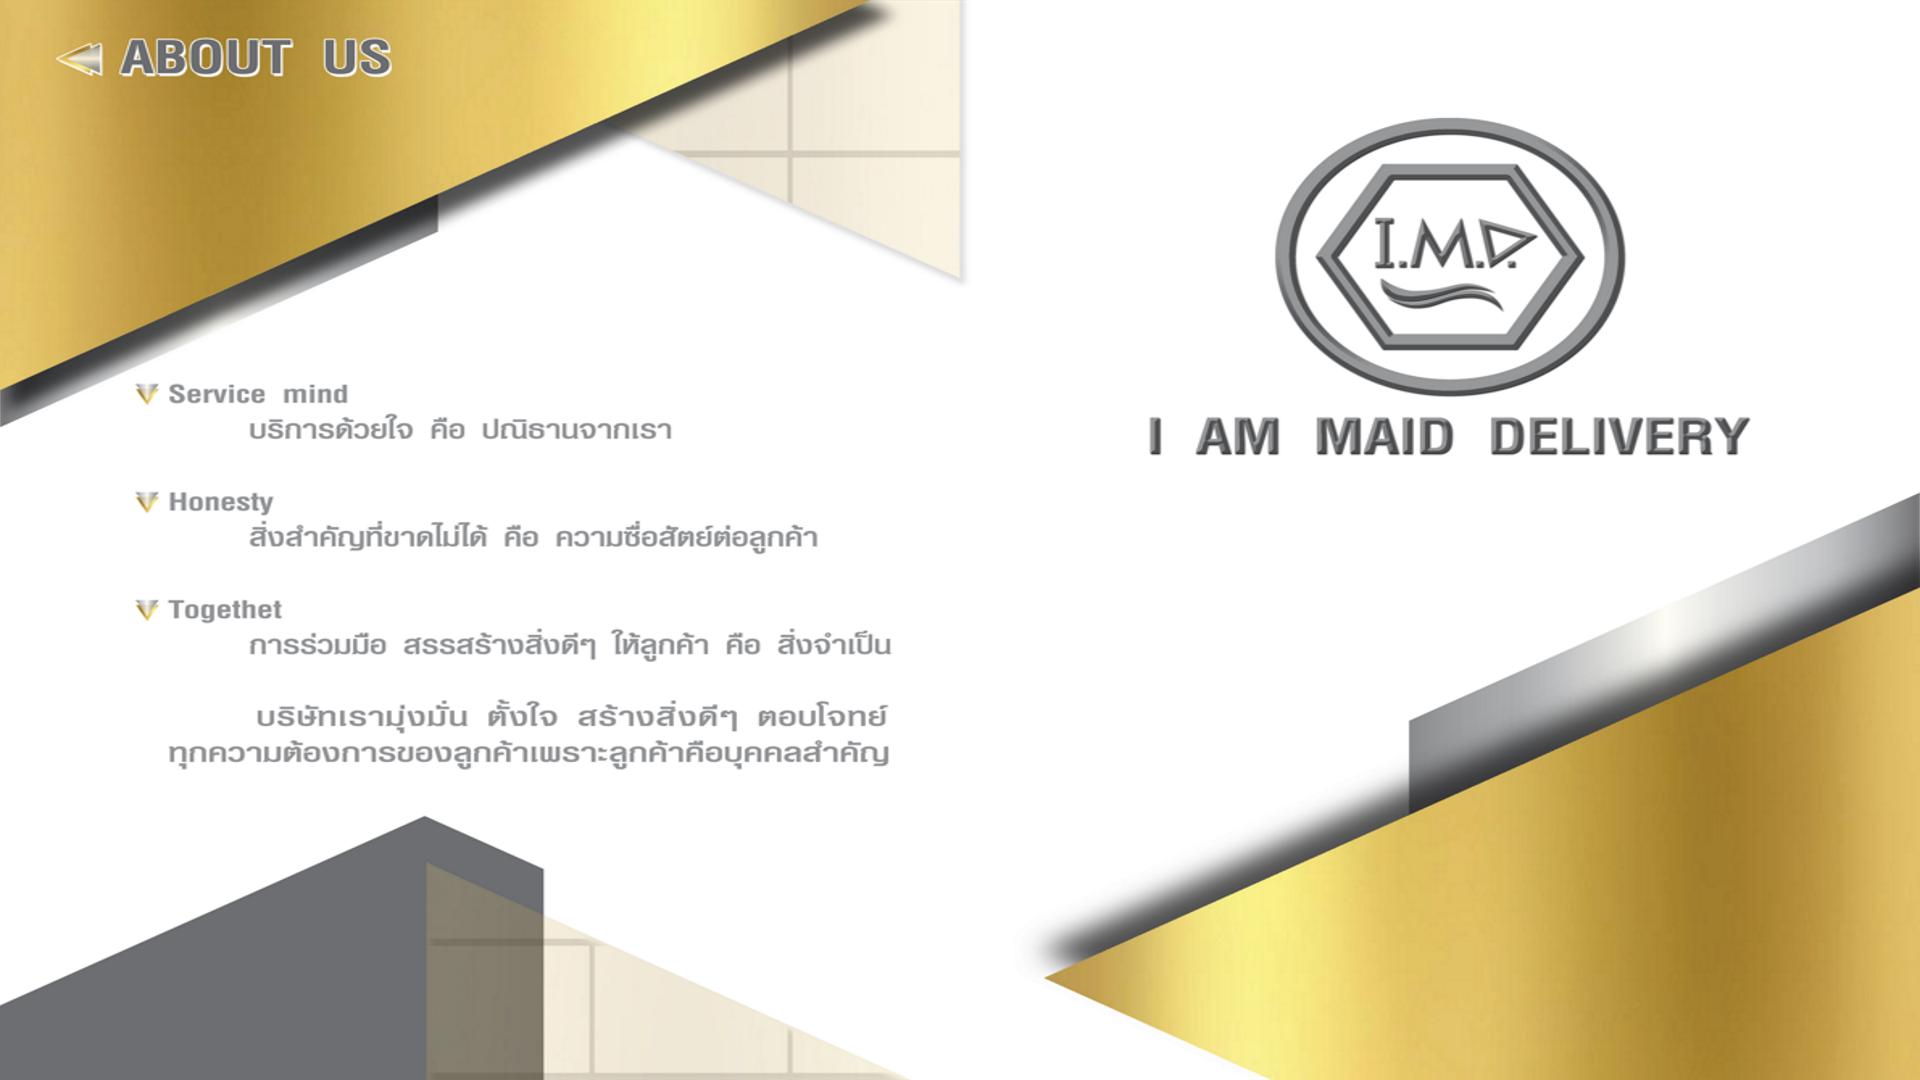 ABOUT US
Service mind
บริการด้วยใจ คือ ปณิธานจากเรา
Honesty
สิ่งสำคัญที่ขาดไม่ได้ คือ ความซื่อสัตย์ต่อลูกค้า
Togethet
การร่วมมือ สรรสร้างสิ่งดีๆ ให้ลูกค้า คือ สิ่งจำเป็น
บริษัทเรามุ่งมั่น ตั้งใจ สร้างสิ่งดีๆ ตอบโจทย์
ทุกความต้องการของลูกค้าเพราะลูกค้าคือบุคคลสำคัญ
I.M.D.
I AM MAID DELIVERY